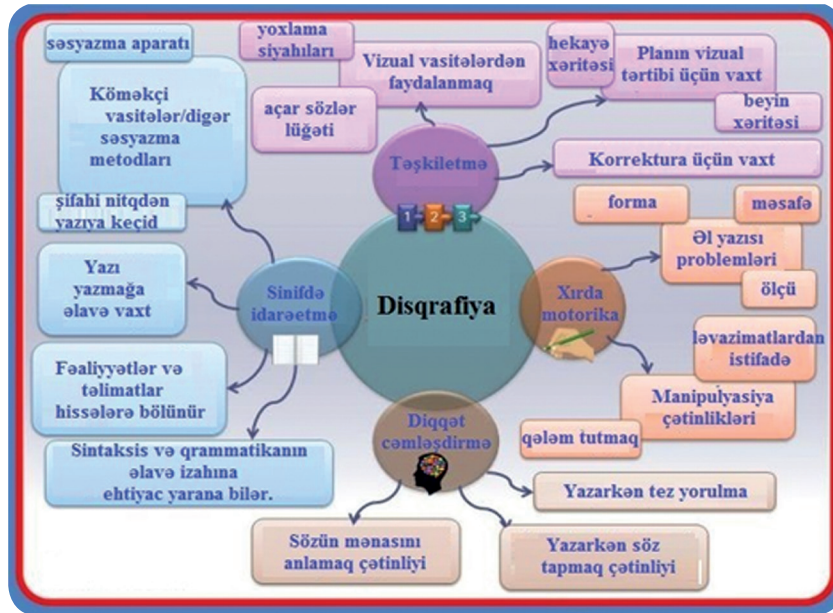 səsyazma aparatı
Köməkçi
vasitələr/digər
səsyazma
metodları
şifahi nitqdən
yazıya keçid
Yazı
yazmağa
əlavə vaxt
Fəaliyyətlər və
təlimatlar
hissələrə bölünür
Sintaksis və qrammatikanın
əlavə izahına
ehtiyac yarana bilər.
Sinifdə
idarəetmə
yoxlama
siyahıları
Vizual vasitələrdən
faydalanmaq
açar sözlər
lüğəti
hekayə
xəritəsi
Planın vizual
tərtibi üçün vaxt
beyin
xəritəsi
Korrektura üçün vaxt
Təşkiletmə
1 2 3
Disqrafiya
Xırda
motorika
forma
məsafə
Əl yazısı
problemləri
ölçü
ləvazimatlardan
istifadə
Manipulyasiya
çətinlikləri
qələm tutmaq
Diqqət
cəmləşdirmə
Yazarkən tez yorulma
Sözün mənasını
anlamaq çətinliyi
Yazarkən söz
tapmaq çətinliyi